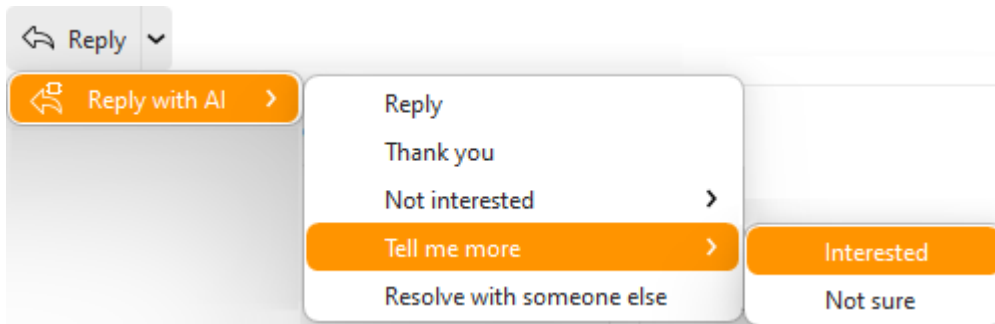 Reply
Reply with AI
Reply
Thank you
Not interested
Tell me more
Resolve with someone else
Interested
Not sure